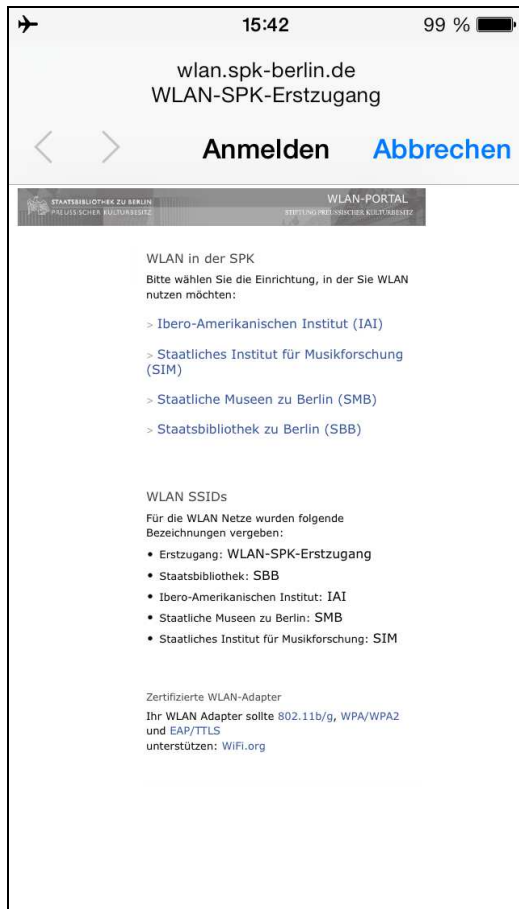 15:42
99 %
wlan.spk-berlin.de
WLAN-SPK-Erstzugang
Anmelden
Abbrechen
STAATSBIBLIOTHEK ZU BERLIN
PREUSSISCHER KULTURBESITZ
WLAN-PORTAL
STIFTUNG PREUSSISCHER KULTURBESITZ
WLAN in der SPK
Bitte wählen Sie die Einrichtung, in der Sie WLAN
nutzen möchten:
> Ibero-Amerikanischen Institut (IAI)
> Staatliches Institut für Musikforschung
(SIM)
> Staatliche Museen zu Berlin (SMB)
> Staatsbibliothek zu Berlin (SBB)
WLAN SSIDs
Für die WLAN Netze wurden folgende
Bezeichnungen vergeben:
• Erstzugang: WLAN-SPK-Erstzugang
• Staatsbibliothek: SBB
• Ibero-Amerikanischen Institut: IAI
• Staatliche Museen zu Berlin: SMB
• Staatliches Institut für Musikforschung: SIM
Zertifizierte WLAN-Adapter
Ihr WLAN Adapter sollte 802.11b/g, WPA/WPA2
und EAP/TTLS
unterstützen: WiFi.org